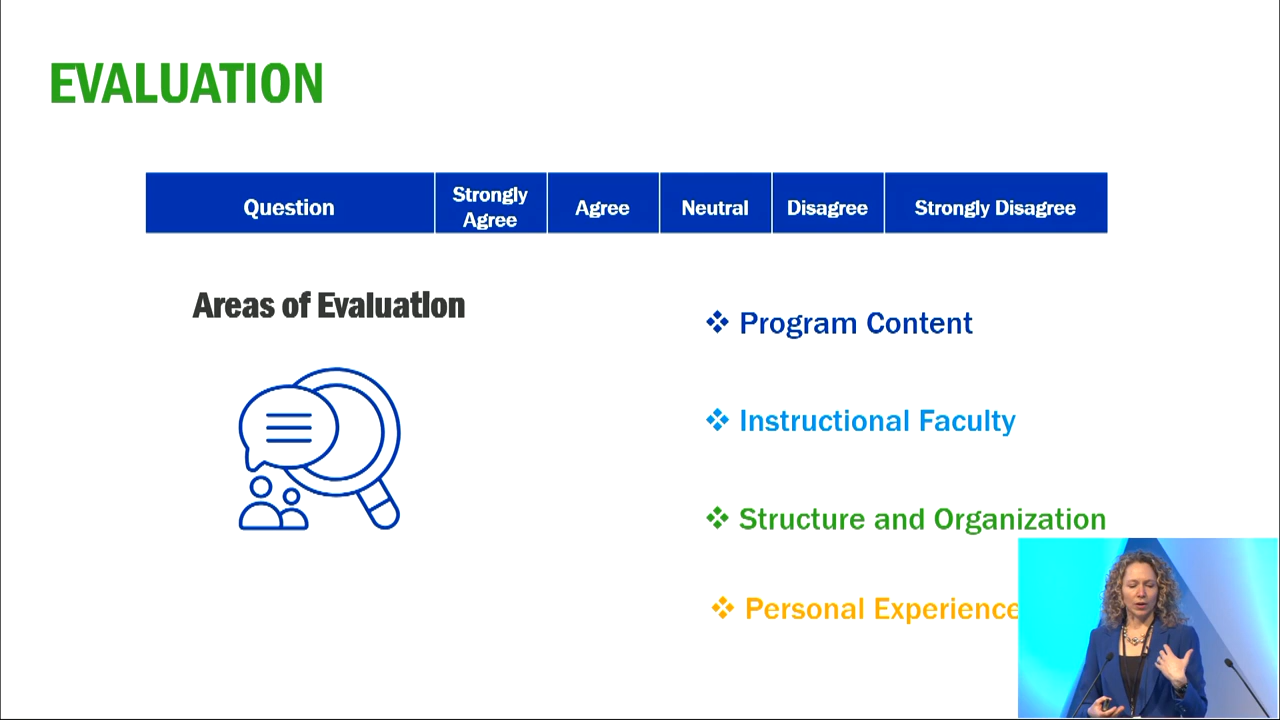 EVALUATION
Question
Strongly
Agree
Agree
Neutral
Disagree
Strongly Disagree
Areas of Evaluation
❖ Program Content
❖ Instructional Faculty
❖ Structure and Organization
❖ Personal Experience